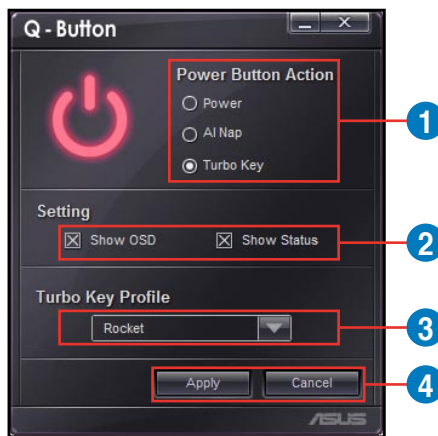 Q - Button
Power Button Action
Power
AI Nap
Turbo Key
1
Setting
Show OSD Show Status
2
Turbo Key Profile
Rocket
3
Apply Cancel
4
ASUS